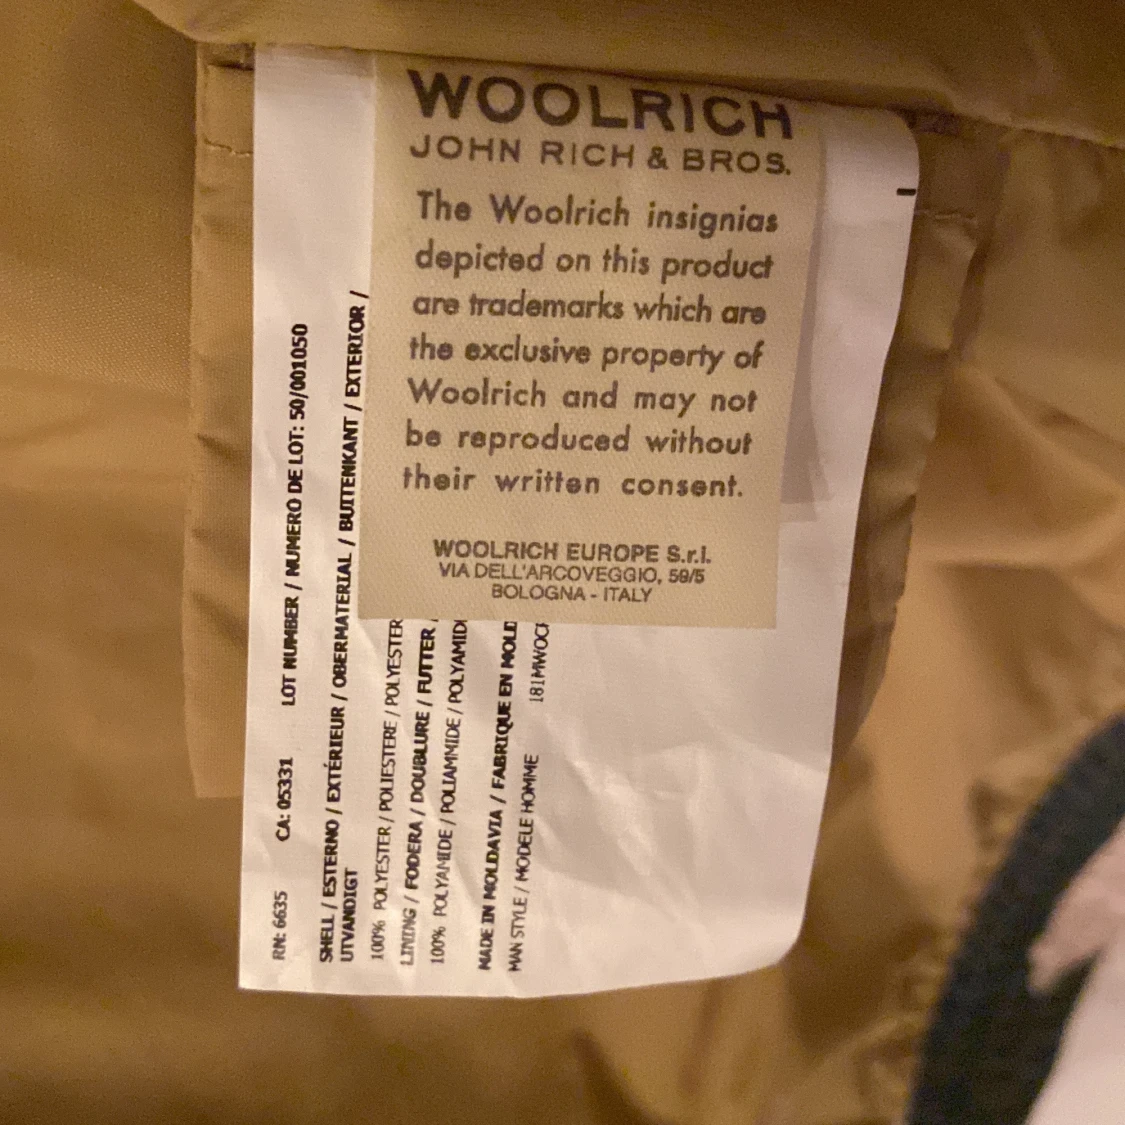 WOOLRICH
JOHN RICH & BROS.
The Woolrich insignias
depicted on this product
are trademarks which are
the exclusive property of
Woolrich and may not
be reproduced without
their written consent.
WOOLRICH EUROPE S.r.l.
VIA DELL'ARCOVEGGIO, 59/5
BOLOGNA - ITALY
RN: 6635 CA: 05331 LOT NUMBER / NUMERO DE LOT: 50/001050
SHELL / ESTERNO / EXTÉRIEUR / OBERMATERIAL / BUITENKANT / EXTERIOR /
UTVANDIGT
100% POLYESTER / POLIESTERE / POLYESTER
LINING / FODERA / DOUBLURE / FUTTER /
100% POLYAMIDE / POLIAMMIDE / POLYAMID
MADE IN MOLDAVIA / FABRIQUE EN MOLD
MAN STYLE / MODELE HOMME 181MWOCP